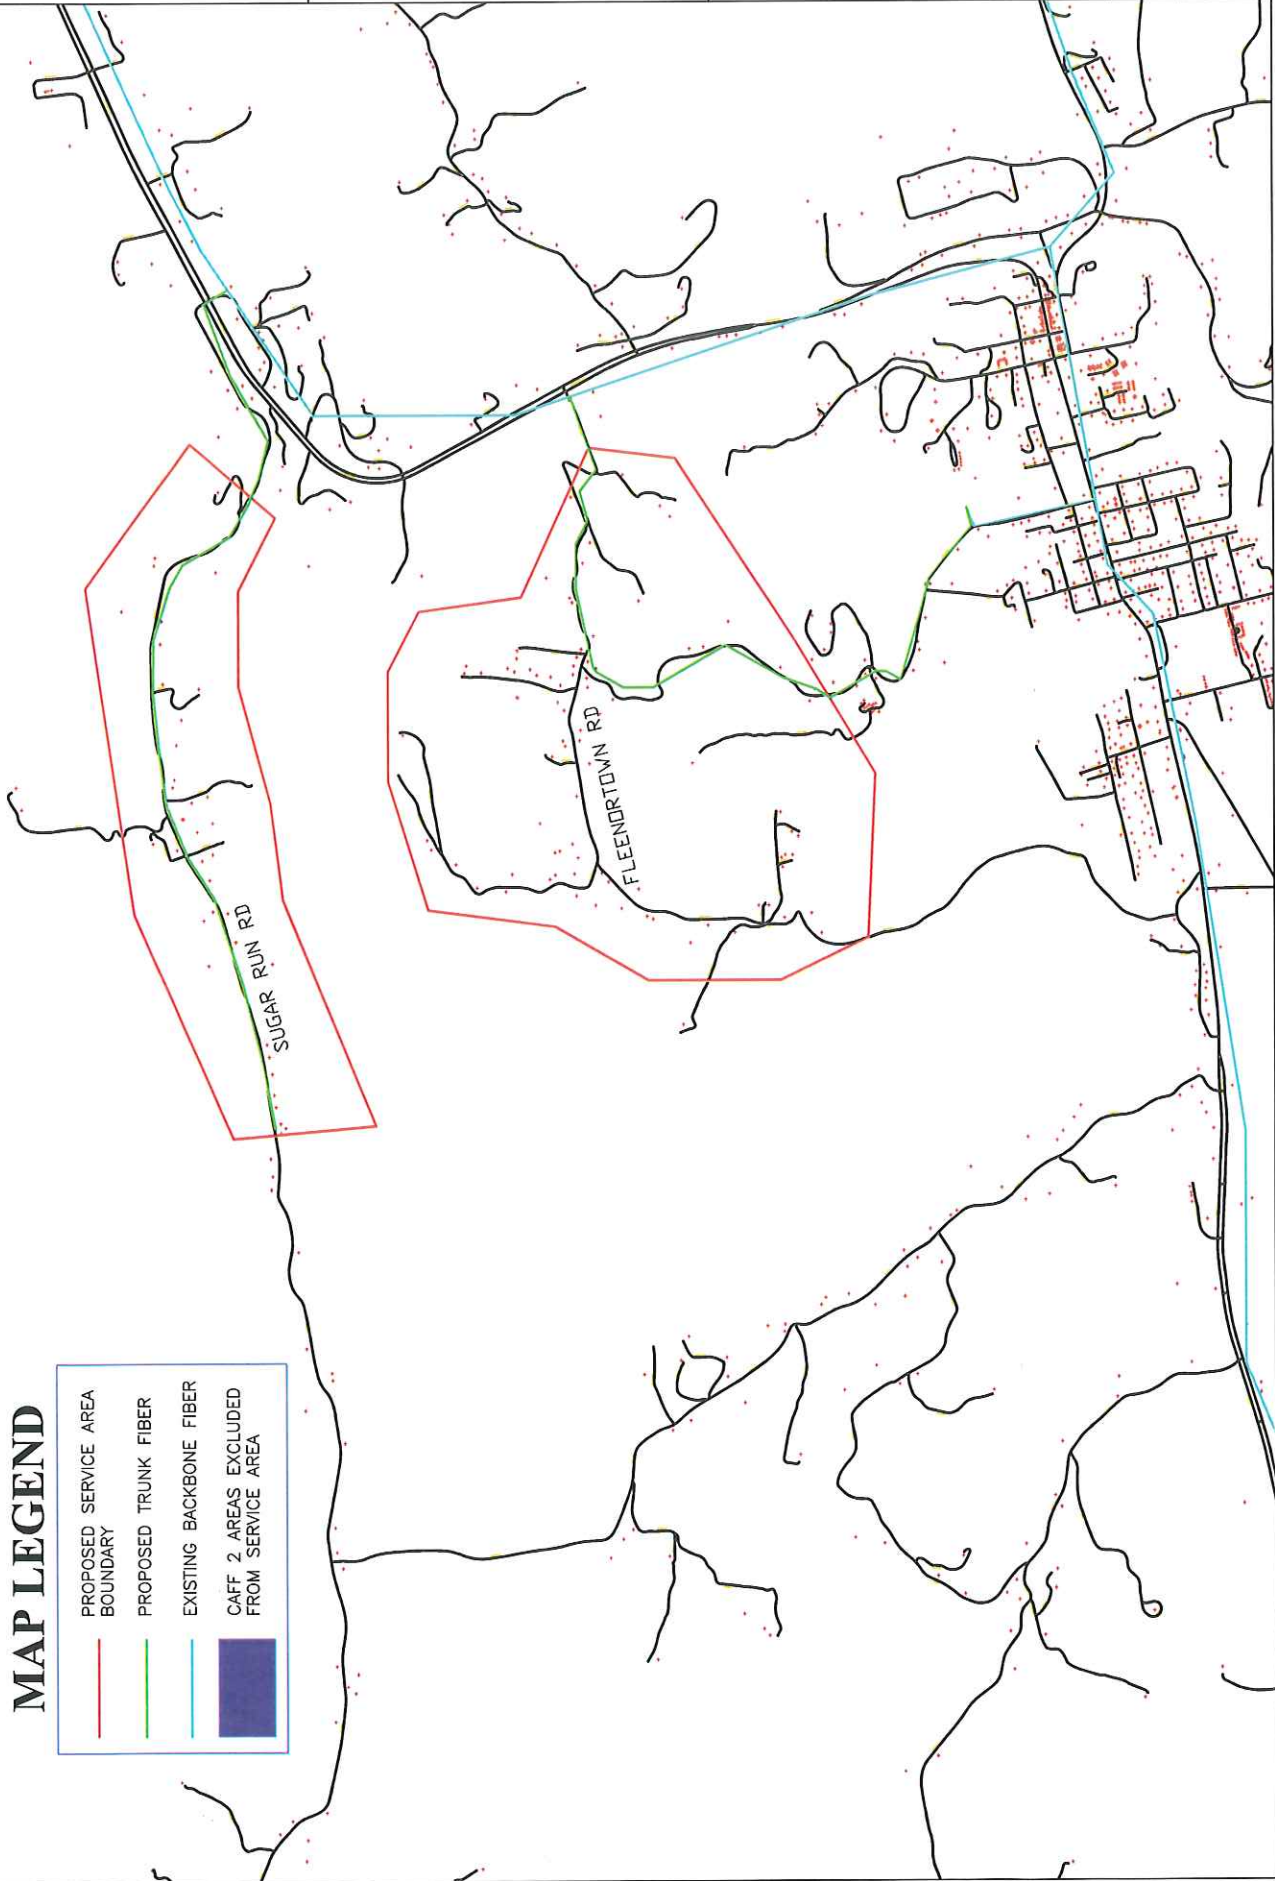 MAP LEGEND
PROPOSED SERVICE AREA
BOUNDARY
PROPOSED TRUNK FIBER
EXISTING BACKBONE FIBER
CAFF 2 AREAS EXCLUDED
FROM SERVICE AREA
SUGAR RUN RD
FLEENORTOWN RD